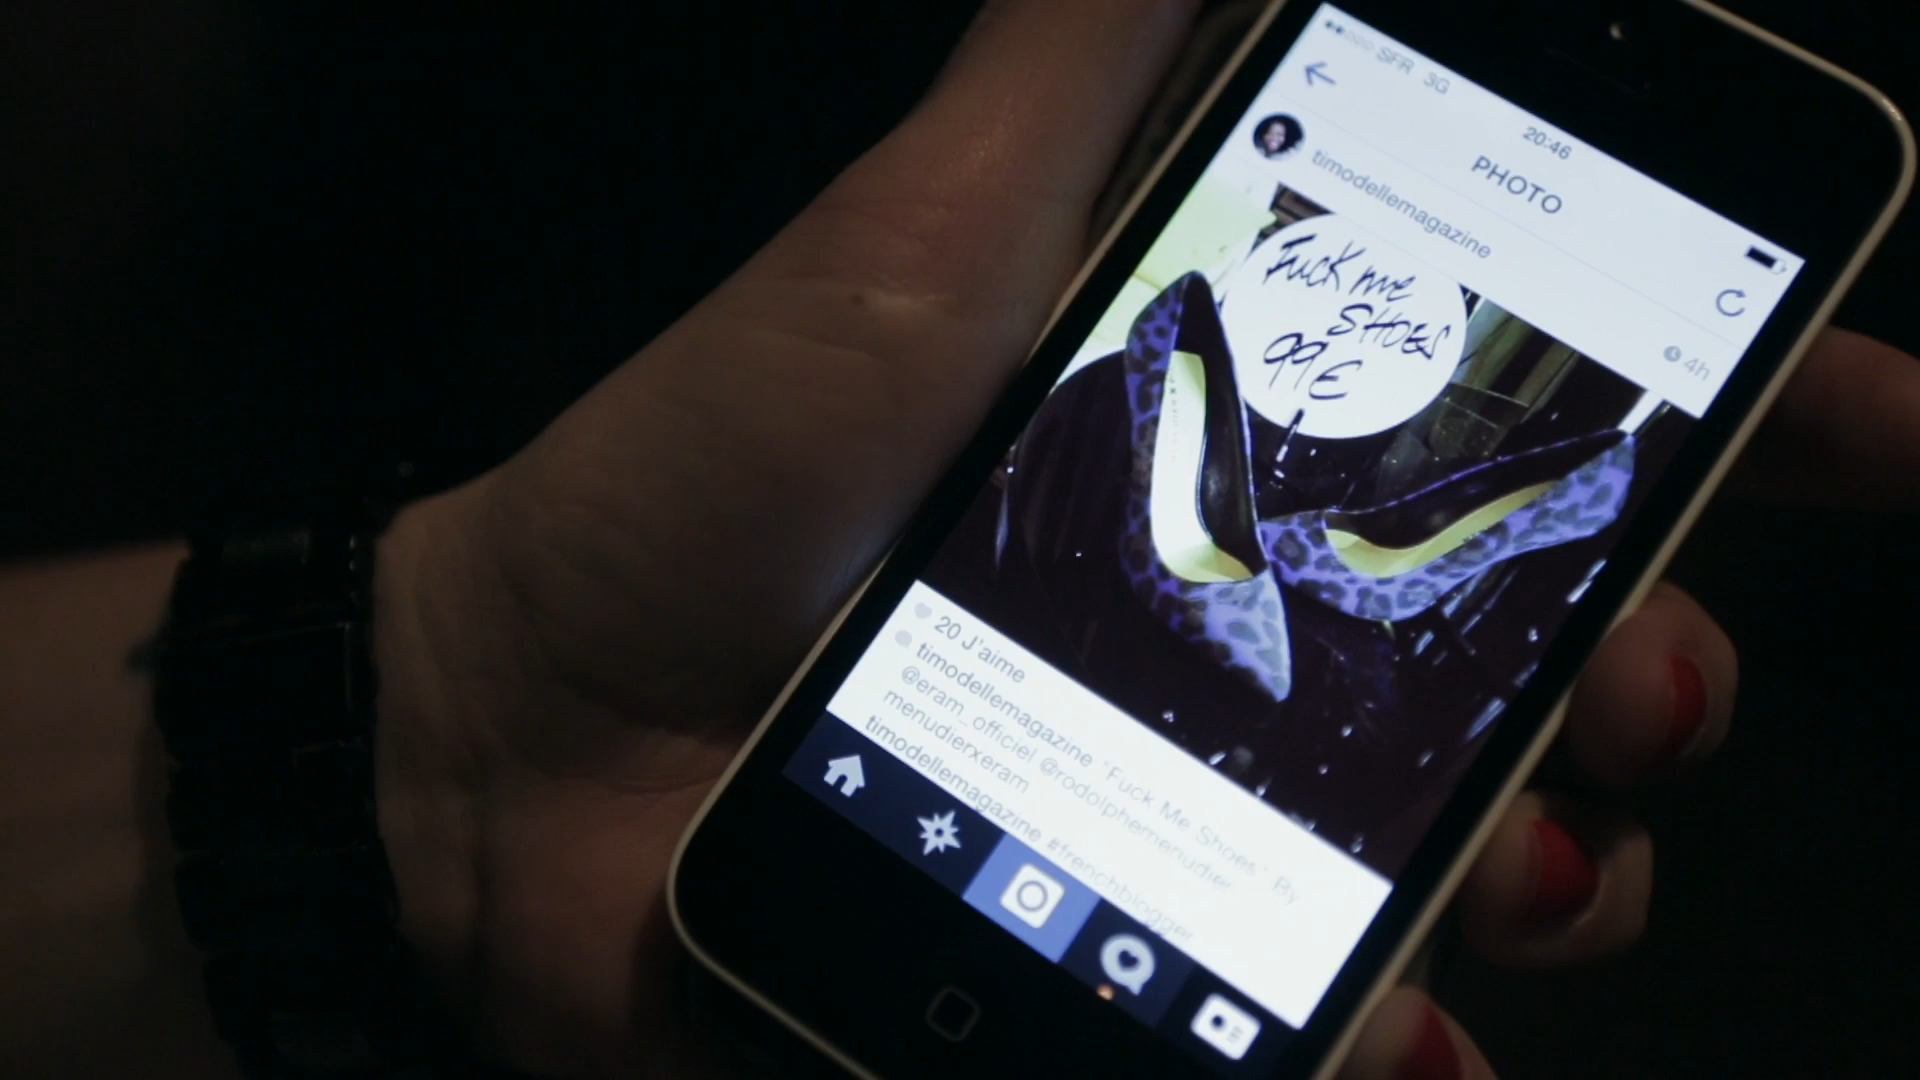 SFR 3G
20:46
PHOTO
timodellemagazine
4h
Fuck me
SHOES
99€
20 J'aime
timodellemagazine "Fuck Me Shoes" By
@eram_officiel @rodolphemenudier
menudierxeram
timodellemagazine #frenchblogger